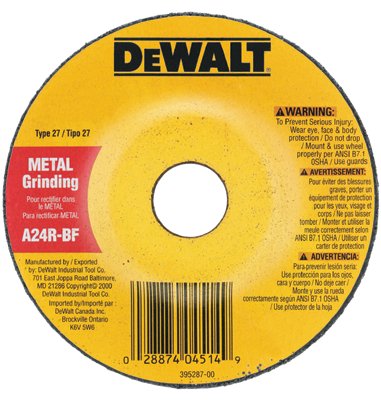 DEWALT®
Type 27 / Tipo 27
METAL
Grinding
Pour rectifier dans
le METAL
Para rectificar METAL
A24R-BF
Manufactured by / Exported
by: DeWalt Industrial Tool Co.
701 East Joppa Road Baltimore,
MD 21286 Copyright©2000
DeWalt Industrial Tool Co.
Imported by/Importé par :
DeWalt Canada Inc.
Brockville Ontario
K6V 5W6
WARNING:
To Prevent Serious Injury:
Wear eye, face & body
protection / Do not drop
/ Mount & use wheel
properly per ANSI B7.1
OSHA / Use guards
AVERTISSEMENT:
Pour éviter des blessures
graves, porter un
équipement de protection
pour les yeux, visage et
corps / Ne pas laisser
tomber / Monter et utiliser la
meule correctement selon
ANSI B7.1 OSHA / Utiliser un
carter de protection
ADVERTENCIA:
Para prevenir lesión seria:
Use protección para los ojos,
cara y cuerpo / No deje caer /
Monte y use la rueda
correctamente según ANSI B7.1 OSHA
/ Use protector de la hoja
0 28874 04514 9
395287-00